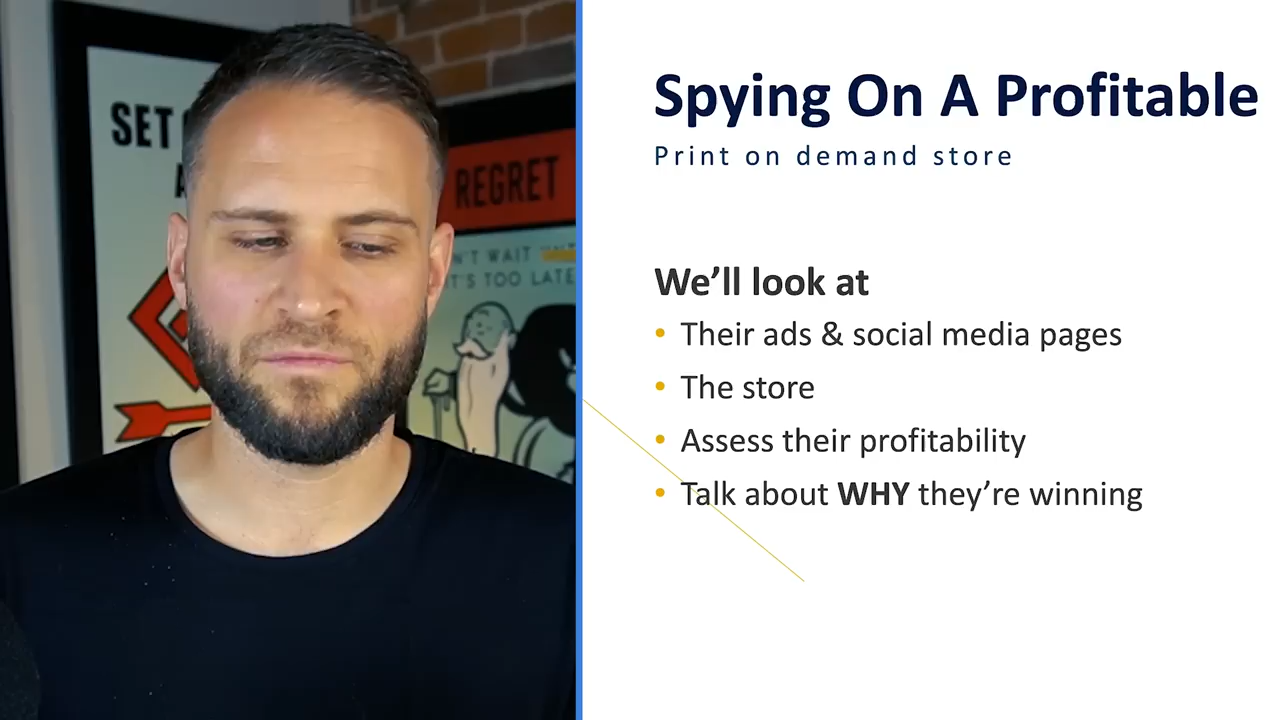 SET
A
REGRET
N'T WAIT
IT'S TOO LATE
Spying On A Profitable
Print on demand store
We'll look at
• Their ads & social media pages
• The store
• Assess their profitability
• Talk about WHY they're winning